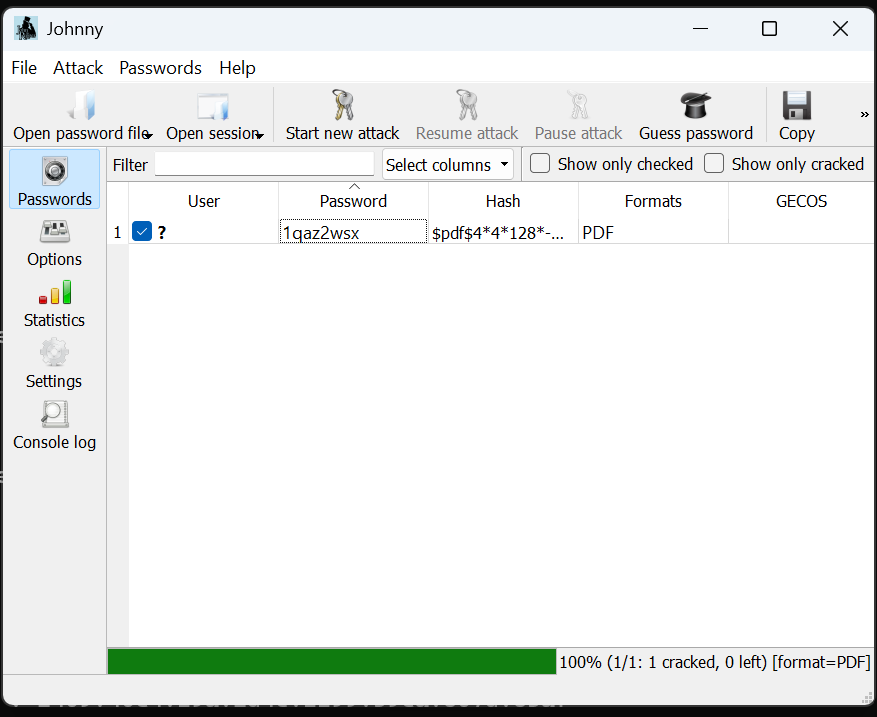 Johnny
File Attack Passwords Help
Open password file Open session Start new attack Resume attack Pause attack Guess password Copy »
Passwords
Options
Statistics
Settings
Console log
Filter Select columns Show only checked Show only cracked
User Password Hash Formats GECOS
1 ? 1qaz2wsx $pdf$4*4*128*-... PDF
100% (1/1: 1 cracked, 0 left) [format=PDF]